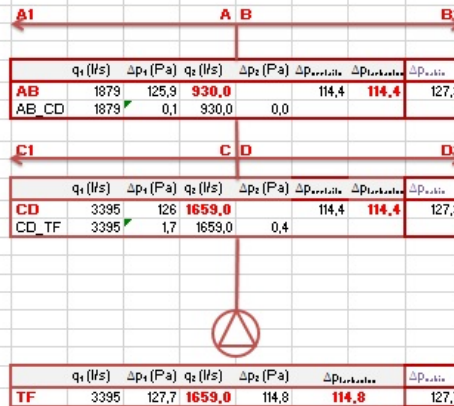 A1 A B B
q₁ (l/s) Δp₁ (Pa) q₂ (l/s) Δp₂ (Pa)
AB 1879 125,9 930,0 114,4 114,4 127,
AB_CD 1879 0,1 930,0 0,0
C1 C D D
q₁ (l/s) Δp₁ (Pa) q₂ (l/s) Δp₂ (Pa)
CD 3395 126 1659,0 114,4 114,4 127,
CD_TF 3395 1,7 1659,0 0,4
q₁ (l/s) Δp₁ (Pa) q₂ (l/s) Δp₂ (Pa)
TF 3395 127,7 1659,0 114,8 114,8 127,